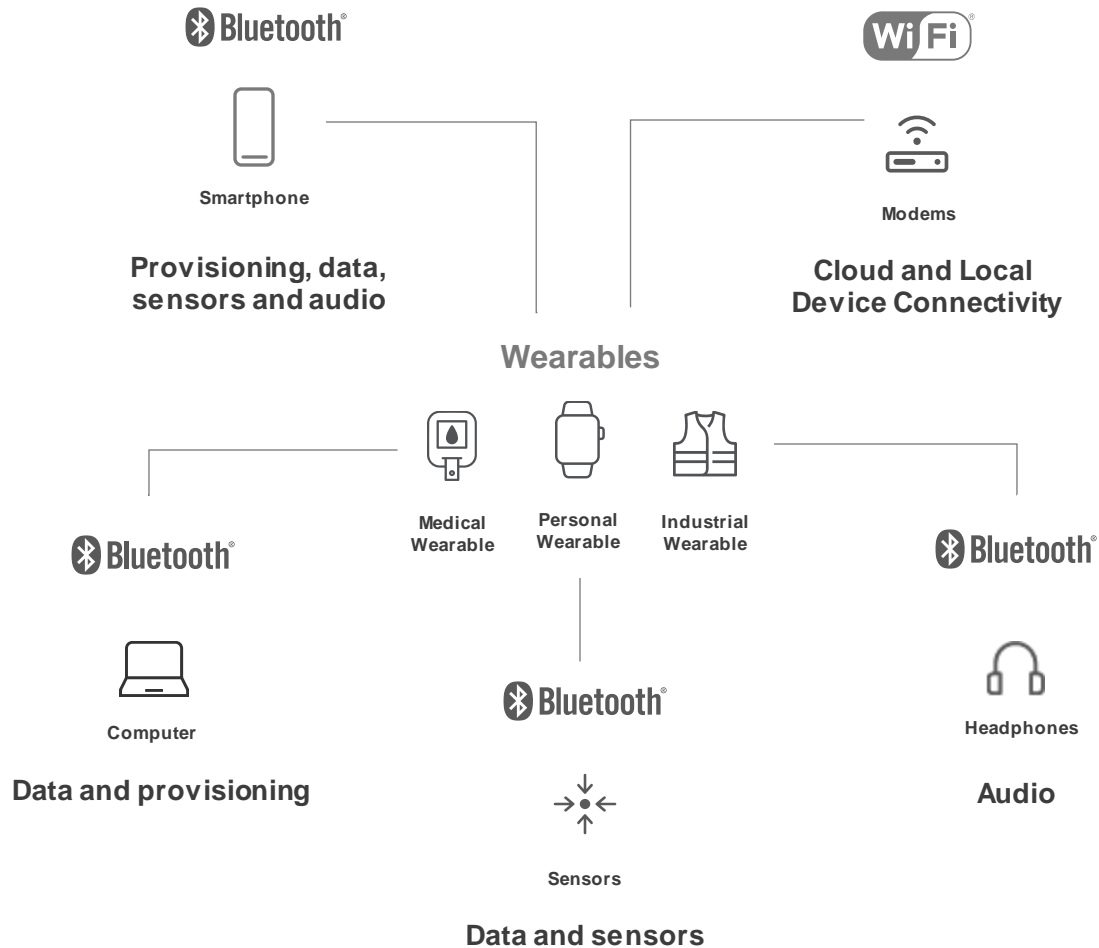 Bluetooth®
WiFi®
Smartphone
Provisioning, data,
sensors and audio
Modems
Cloud and Local
Device Connectivity
Wearables
Medical
Wearable
Personal
Wearable
Industrial
Wearable
Bluetooth®
Computer
Data and provisioning
Bluetooth®
Sensors
Data and sensors
Bluetooth®
Headphones
Audio